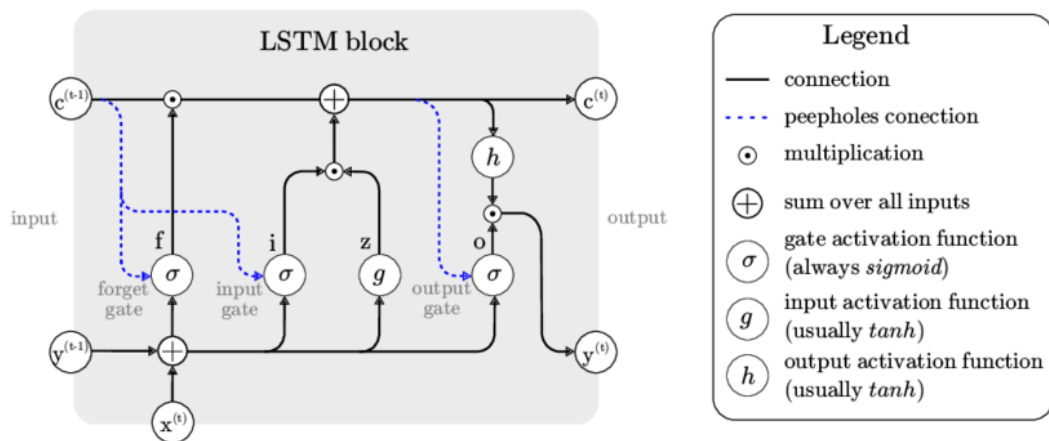 LSTM block
c(t-1)
c(t)
h
input
output
f
i
z
o
σ
σ
g
σ
forget
gate
input
gate
output
gate
y(t-1)
y(t)
x(t)
Legend
connection
peepholes conection
multiplication
sum over all inputs
σ
gate activation function
(always sigmoid)
g
input activation function
(usually tanh)
h
output activation function
(usually tanh)